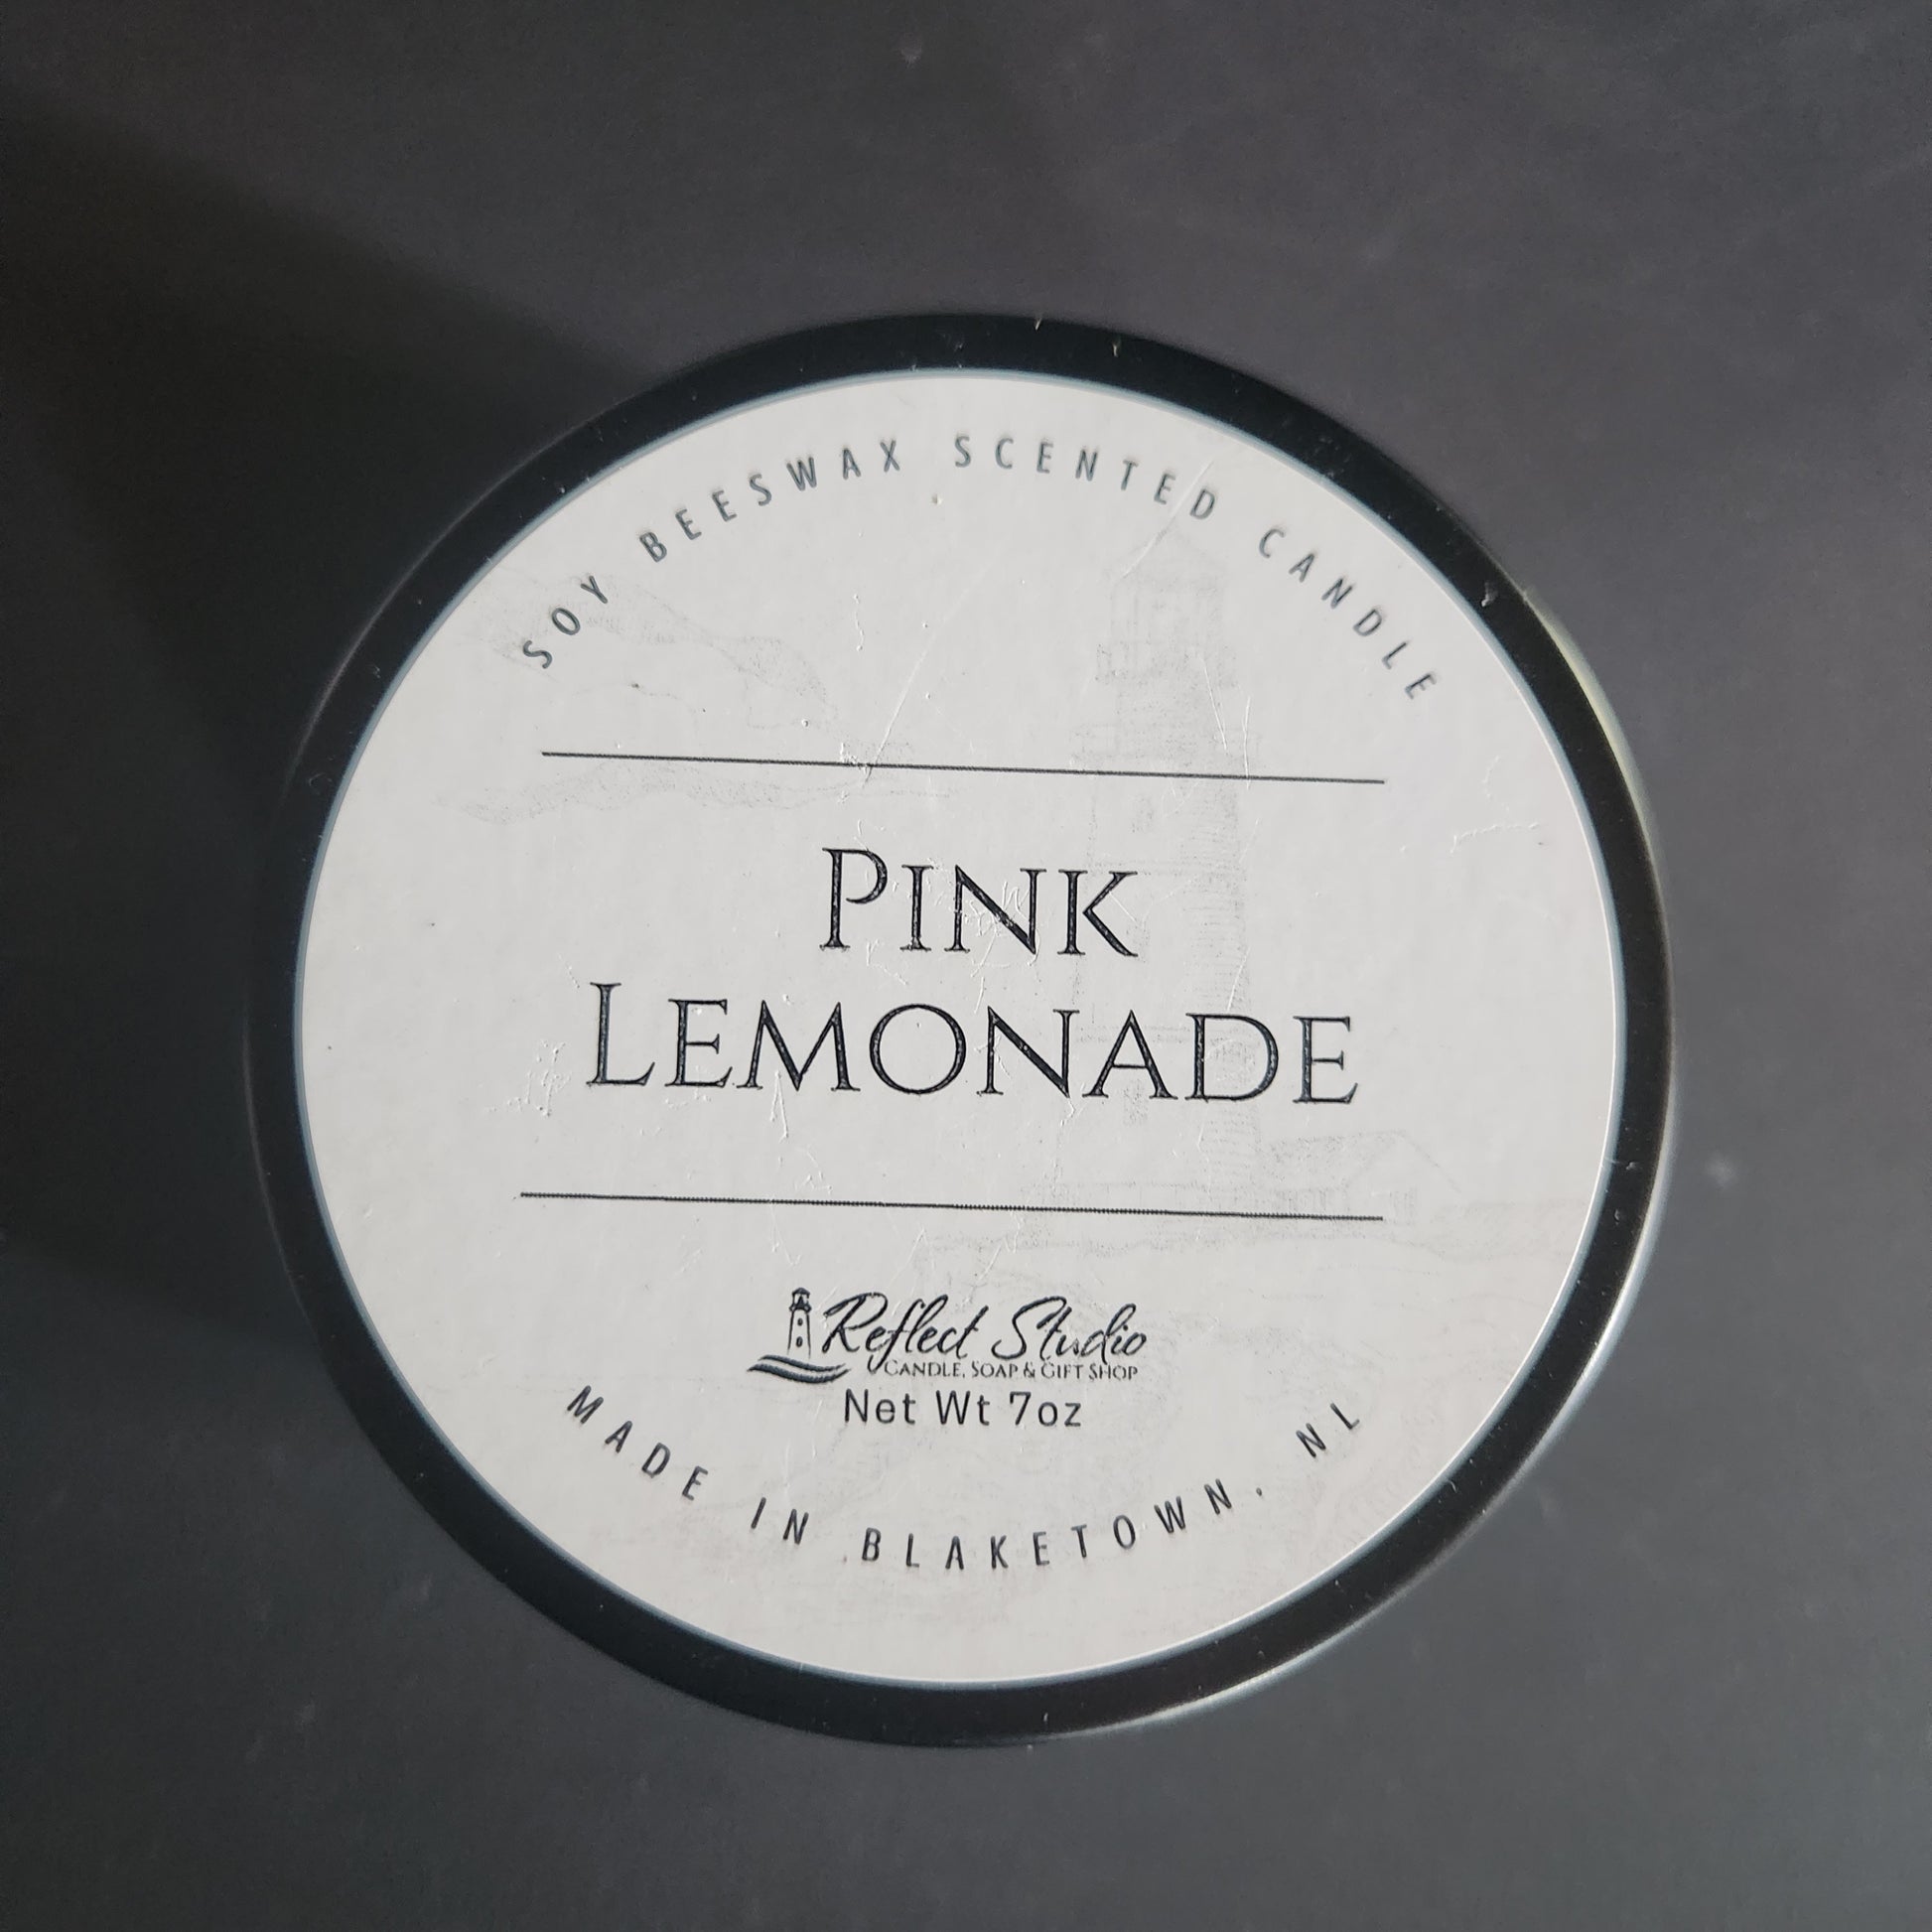 SOY BEESWAX SCENTED CANDLE
PINK
LEMONADE
Reflect Studio
CANDLE, SOAP & GIFT SHOP
Net Wt 7oz
MADE IN BLAKETOWN, NL